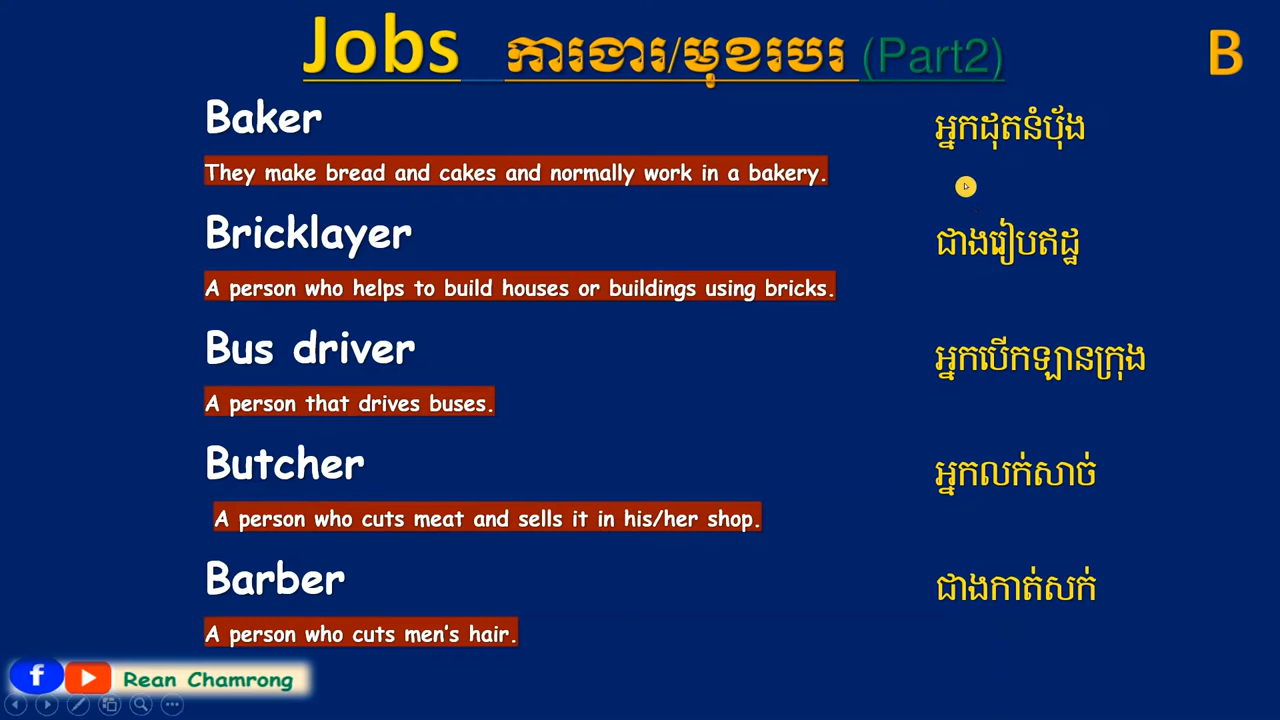 Jobs ការងារ/មុខរបរ (Part2) B
Baker អ្នកដុតនំប៉័ង
They make bread and cakes and normally work in a bakery.
Bricklayer ជាងរៀបឥដ្ឋ
A person who helps to build houses or buildings using bricks.
Bus driver អ្នកបើកឡានក្រុង
A person that drives buses.
Butcher អ្នកលក់សាច់
A person who cuts meat and sells it in his/her shop.
Barber ជាងកាត់សក់
A person who cuts men's hair.
f Rean Chamrong